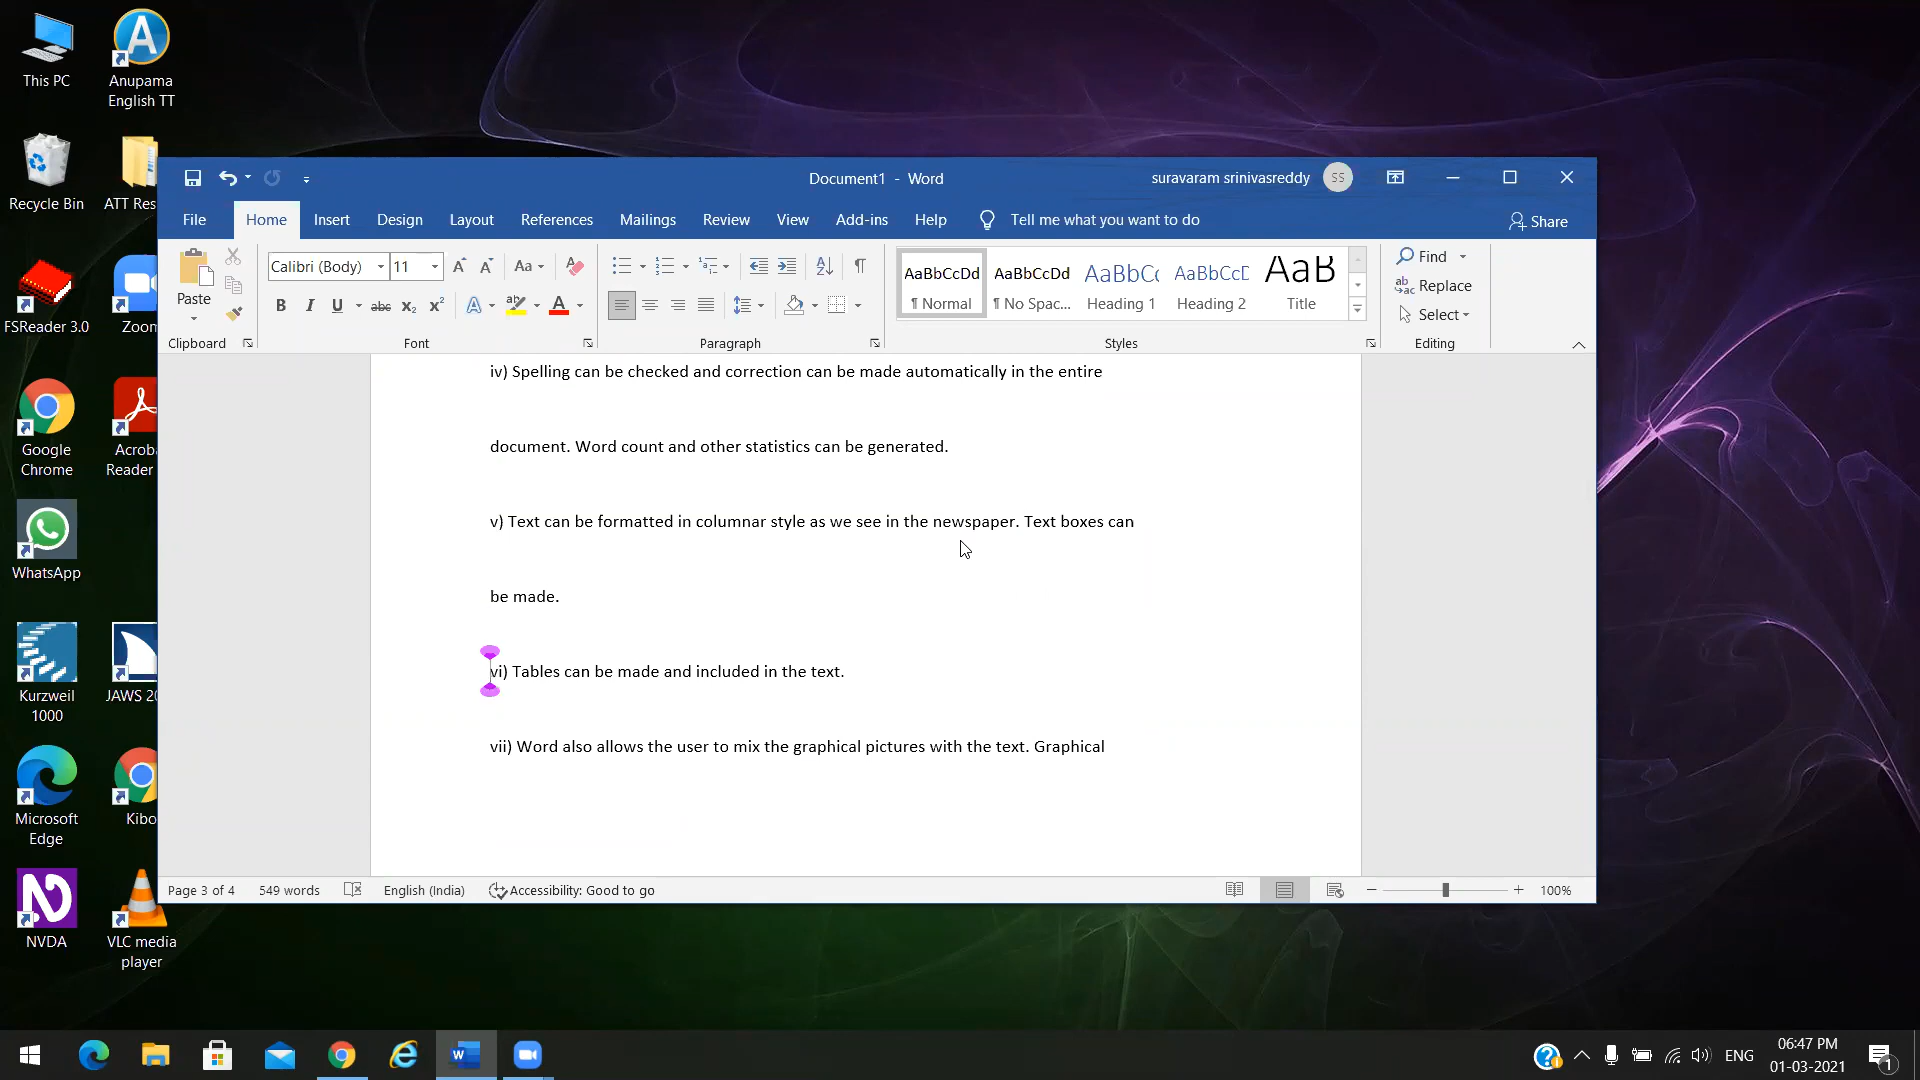 This PC
Anupama
English TT
Recycle Bin
ATT Res
FSReader 3.0
Zoom
Google
Chrome
Acroba
Reader
WhatsApp
Kurzweil
1000
JAWS 20
Microsoft
Edge
Kibo
NVDA
VLC media
player
Document1 - Word
suravaram srinivasreddy
SS
File
Home
Insert
Design
Layout
References
Mailings
Review
View
Add-ins
Help
Tell me what you want to do
Share
Paste
Clipboard
Calibri (Body)
11
Aa
B I U abc x₂ x² A A
Font
Paragraph
AaBbCcDd
¶ Normal
AaBbCcDd
¶ No Spac...
AaBbCc
Heading 1
AaBbCcD
Heading 2
AaB
Title
Styles
Find
Replace
Select
Editing
iv) Spelling can be checked and correction can be made automatically in the entire
document. Word count and other statistics can be generated.
v) Text can be formatted in columnar style as we see in the newspaper. Text boxes can
be made.
vi) Tables can be made and included in the text.
vii) Word also allows the user to mix the graphical pictures with the text. Graphical
Page 3 of 4
549 words
English (India)
Accessibility: Good to go
100%
ENG
06:47 PM
01-03-2021
1